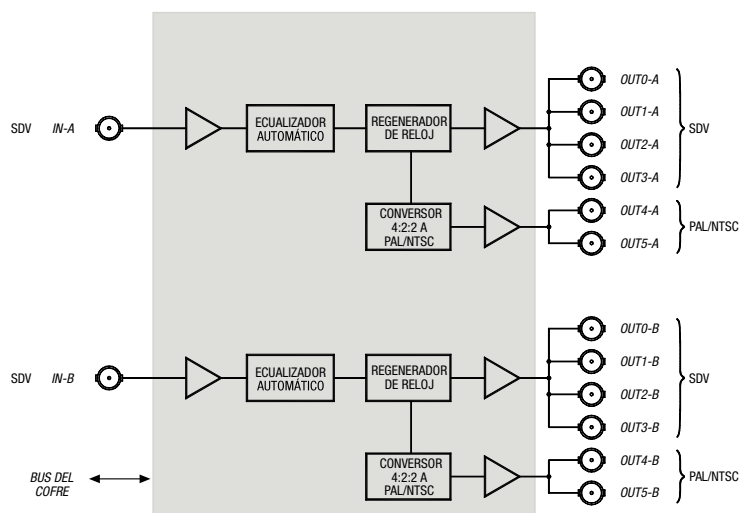 OUT0-A
OUT1-A
SDV IN-A
ECUALIZADOR
AUTOMÁTICO
REGENERADOR
DE RELOJ
SDV
OUT2-A
OUT3-A
CONVERSOR
4:2:2 A
PAL/NTSC
OUT4-A
PAL/NTSC
OUT5-A
OUT0-B
OUT1-B
SDV IN-B
ECUALIZADOR
AUTOMÁTICO
REGENERADOR
DE RELOJ
SDV
OUT2-B
OUT3-B
BUS DEL
COFRE
CONVERSOR
4:2:2 A
PAL/NTSC
OUT4-B
PAL/NTSC
OUT5-B